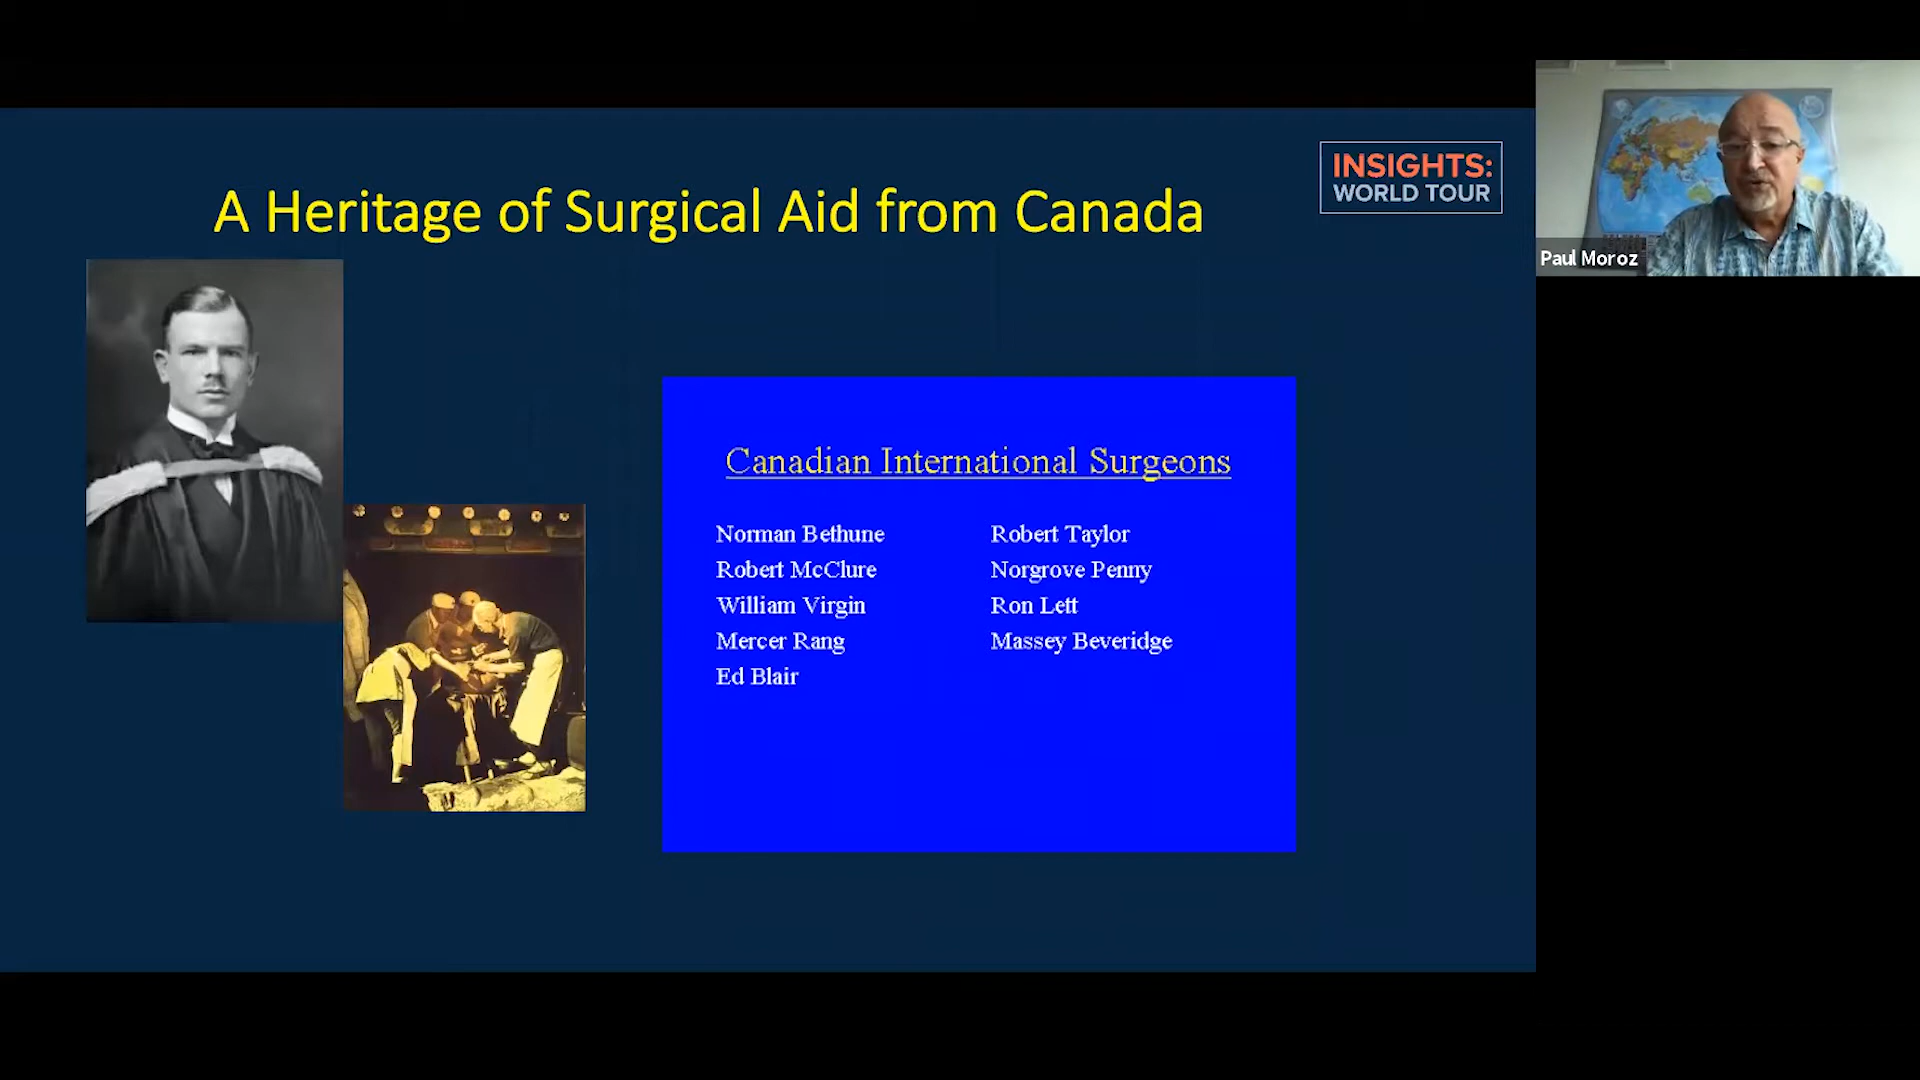 A Heritage of Surgical Aid from Canada
INSIGHTS:
WORLD TOUR
Paul Moroz
Canadian International Surgeons
Norman Bethune
Robert McClure
William Virgin
Mercer Rang
Ed Blair
Robert Taylor
Norgrove Penny
Ron Lett
Massey Beveridge